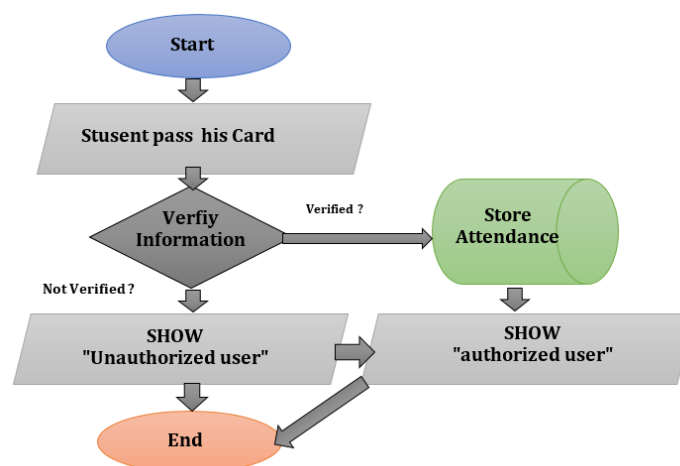 Start
Stusent pass his Card
Verfiy
Information
Verified ?
Store
Attendance
Not Verified ?
SHOW
"Unauthorized user"
SHOW
"authorized user"
End